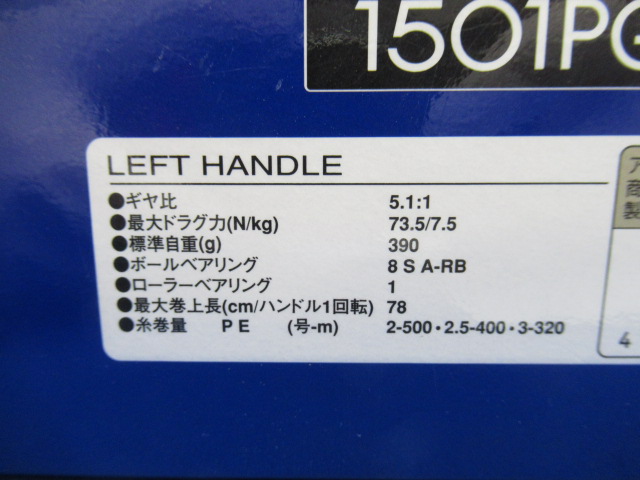 1501PG
LEFT HANDLE
●ギヤ比 5.1:1
●最大ドラグ力(N/kg) 73.5/7.5
●標準自重(g) 390
●ボールベアリング 8 S A-RB
●ローラーベアリング 1
●最大巻上長(cm/ハンドル1回転) 78
●糸巻量 PE (号-m) 2-500・2.5-400・3-320
ア
商
製
4